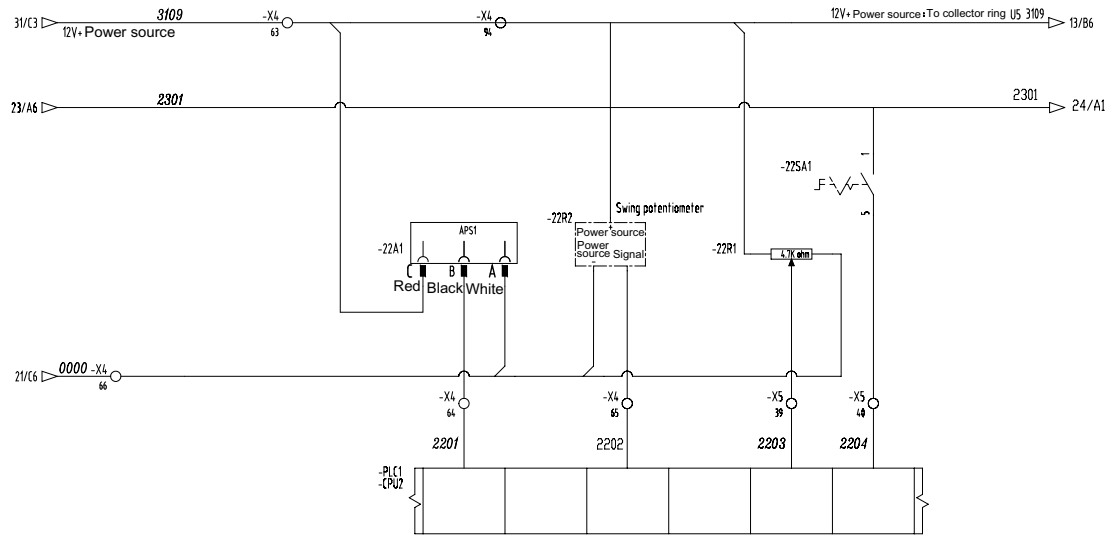 31/C3
3109
-X4
63
-X4
94
12V+ Power source: To collector ring U5 3109
13/B6
12V+ Power source
23/A6
2301
2301
24/A1
1
-22SA1
5
-22R2
Swing potentiometer
APS1
-22A1
+
Power source
Power
source Signal
-
-22R1
4.7K ohm
C B A
Red Black White
21/C6
0000
-X4
66
-X4
64
-X4
65
-X5
39
-X5
40
2201
2202
2203
2204
-PLC1
-CPU2